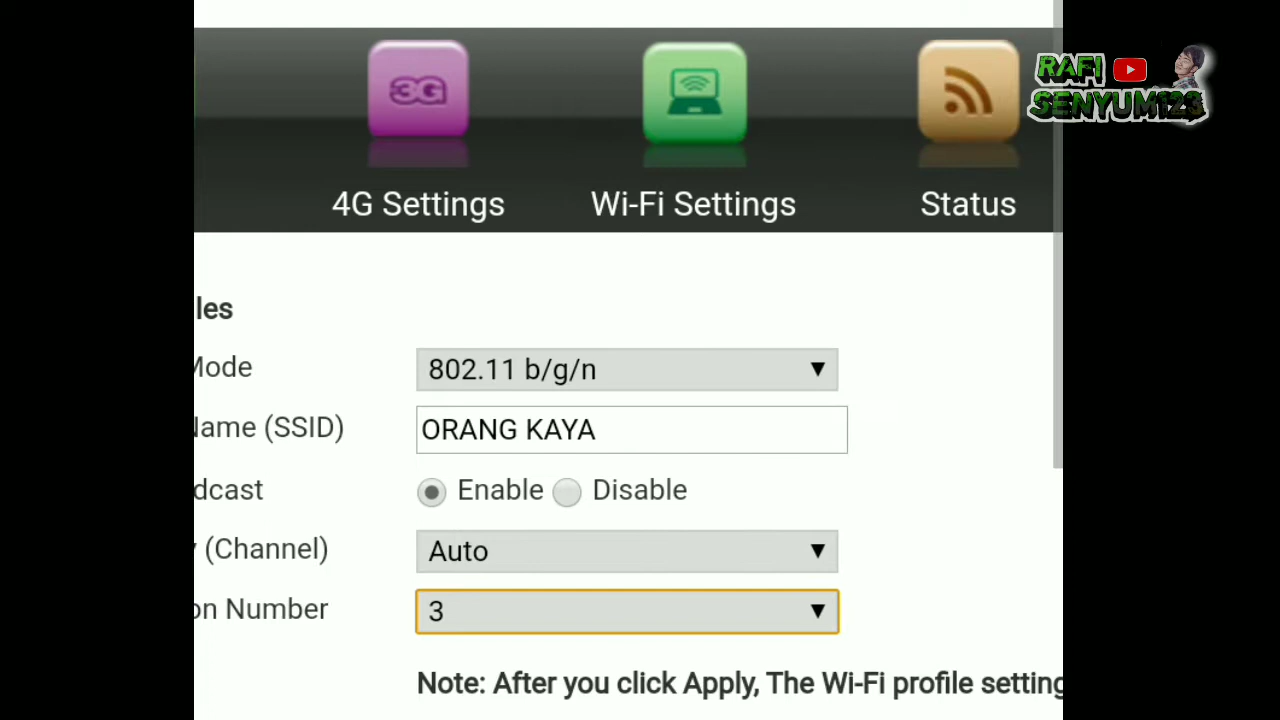 3G
RAFI
SENYUM123
4G Settings
Wi-Fi Settings
Status
les
Mode
802.11 b/g/n
Name (SSID)
ORANG KAYA
dcast
Enable
Disable
(Channel)
Auto
on Number
3
Note: After you click Apply, The Wi-Fi profile setting